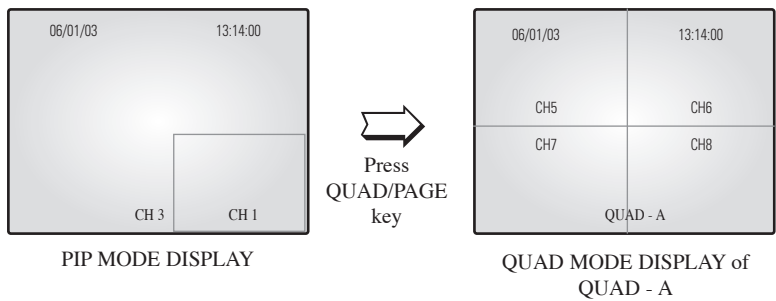 06/01/03 13:14:00
CH 3 CH 1
PIP MODE DISPLAY
Press
QUAD/PAGE
key
06/01/03 13:14:00
CH5 CH6
CH7 CH8
QUAD - A
QUAD MODE DISPLAY of
QUAD - A